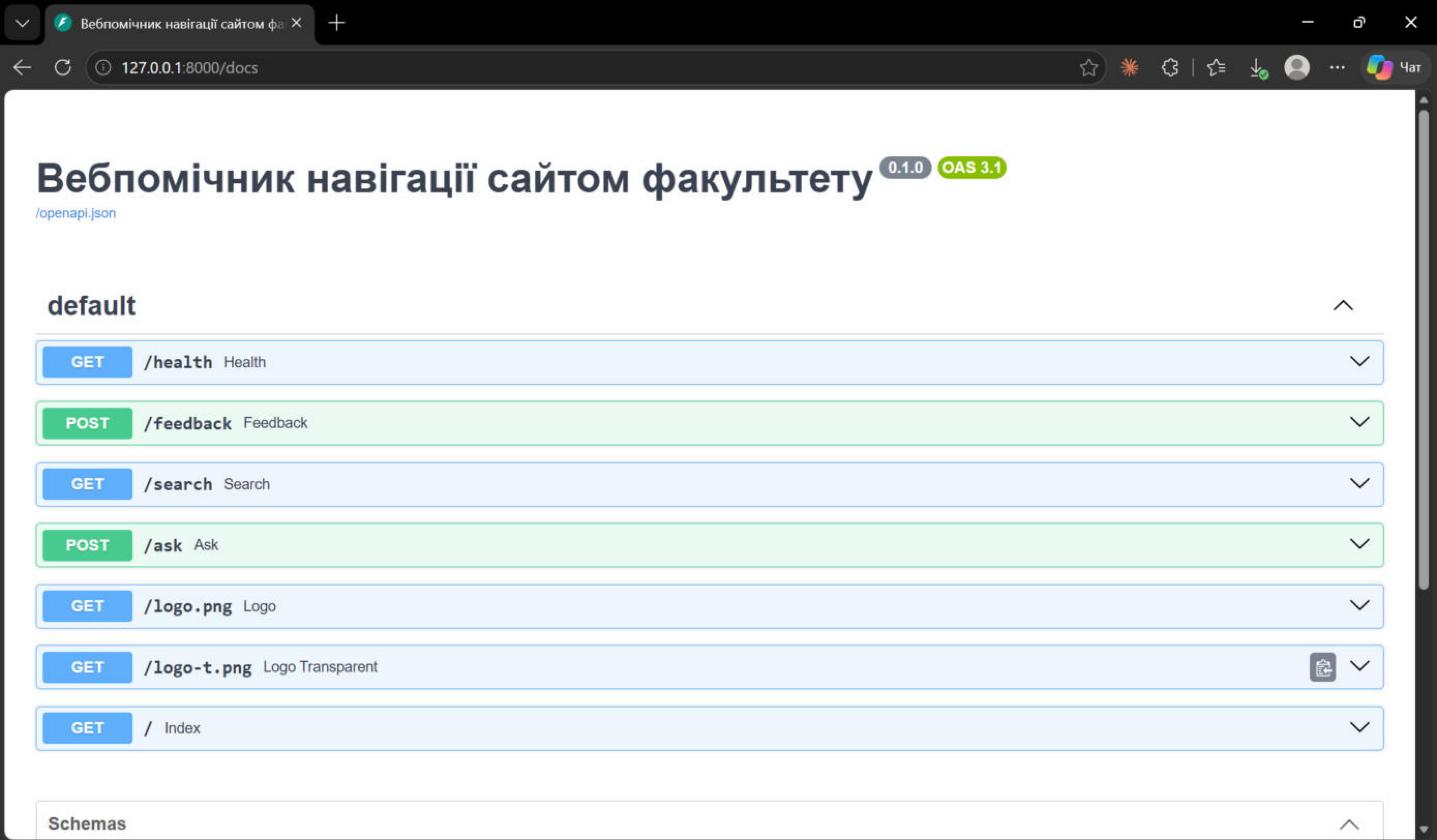 Вебпомічник навігації сайтом фа
127.0.0.1:8000/docs
Чат
Вебпомічник навігації сайтом факультету 0.1.0 OAS 3.1
/openapi.json
default
GET /health Health
POST /feedback Feedback
GET /search Search
POST /ask Ask
GET /logo.png Logo
GET /logo-t.png Logo Transparent
GET / Index
Schemas